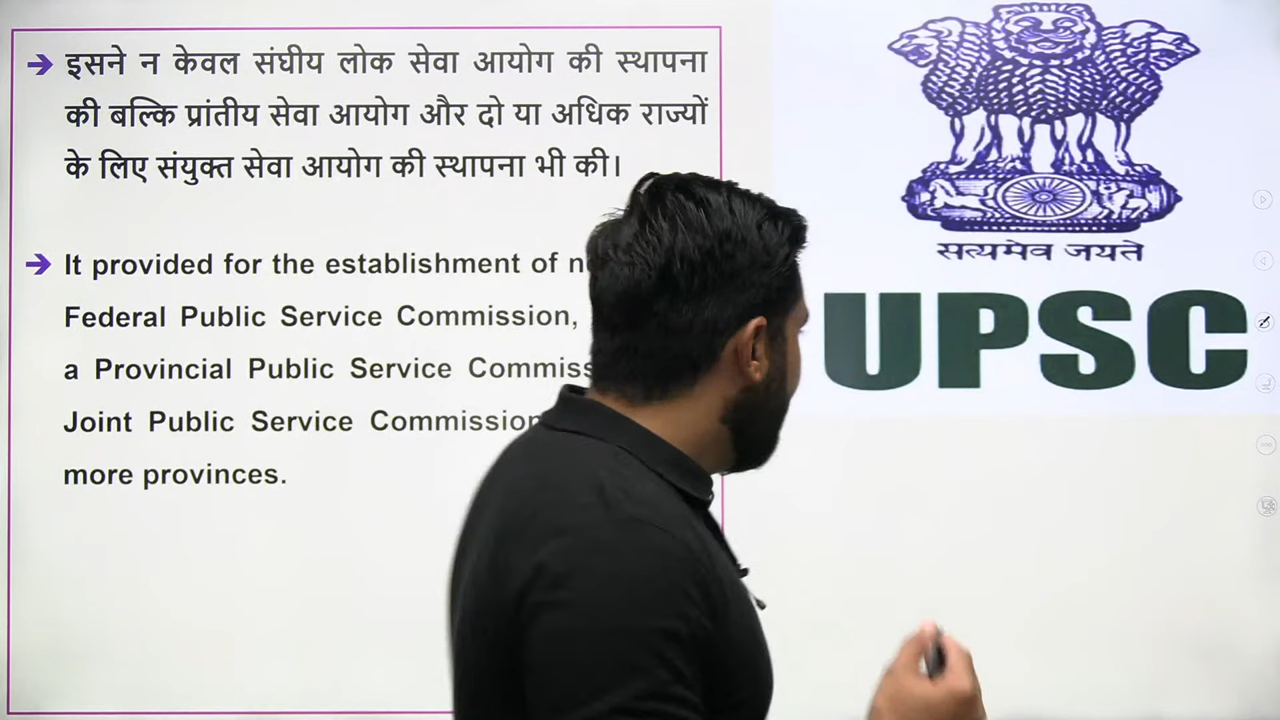 इसने न केवल संघीय लोक सेवा आयोग की स्थापना
की बल्कि प्रांतीय सेवा आयोग और दो या अधिक राज्यों
के लिए संयुक्त सेवा आयोग की स्थापना भी की।
It provided for the establishment of
Federal Public Service Commission,
a Provincial Public Service
Joint Public Service
more provinces.
सत्यमेव जयते
UPSC